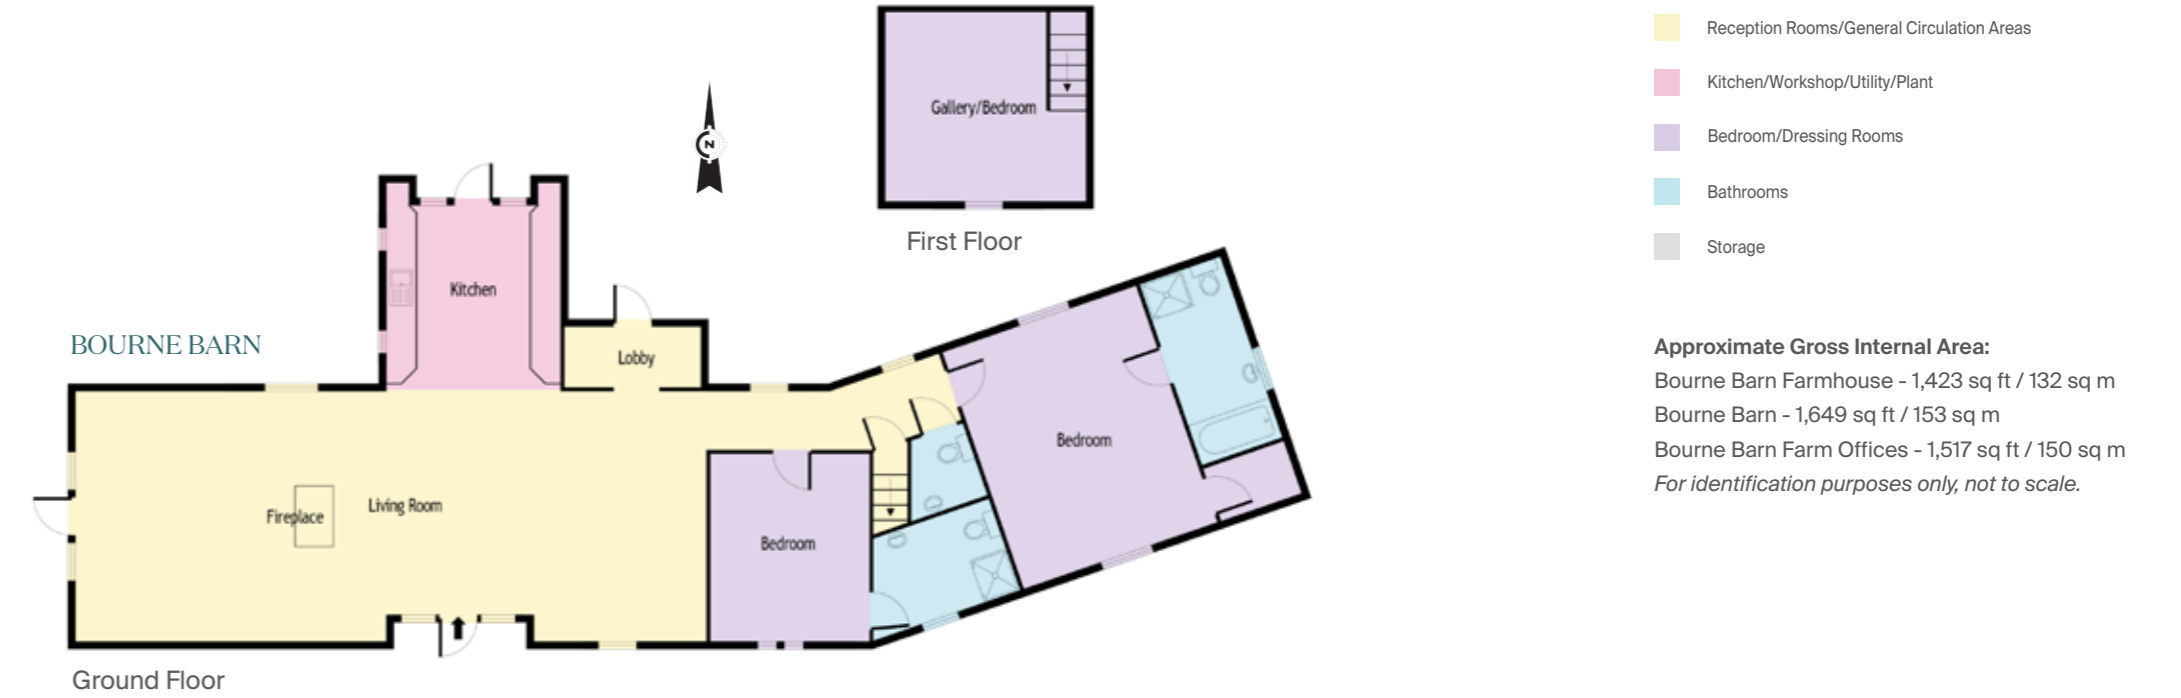 BOURNE BARN
Gallery/Bedroom
First Floor
N
Kitchen
Lobby
Bedroom
Living Room
Fireplace
Bedroom
Ground Floor
Reception Rooms/General Circulation Areas
Kitchen/Workshop/Utility/Plant
Bedroom/Dressing Rooms
Bathrooms
Storage
Approximate Gross Internal Area:
Bourne Barn Farmhouse - 1,423 sq ft / 132 sq m
Bourne Barn - 1,649 sq ft / 153 sq m
Bourne Barn Farm Offices - 1,517 sq ft / 150 sq m
For identification purposes only, not to scale.